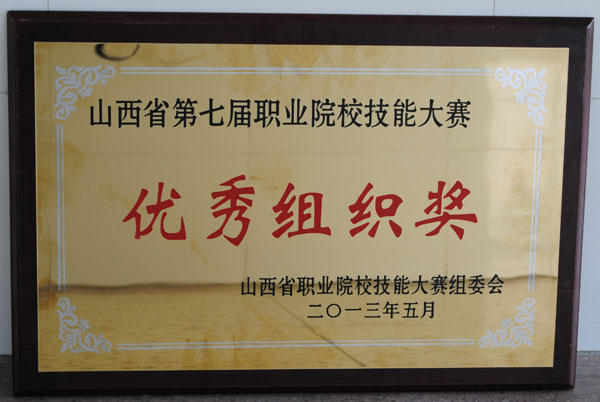 山西省第七届职业院校技能大赛
优秀组织奖
山西省职业院校技能大赛组委会
二〇一三年五月